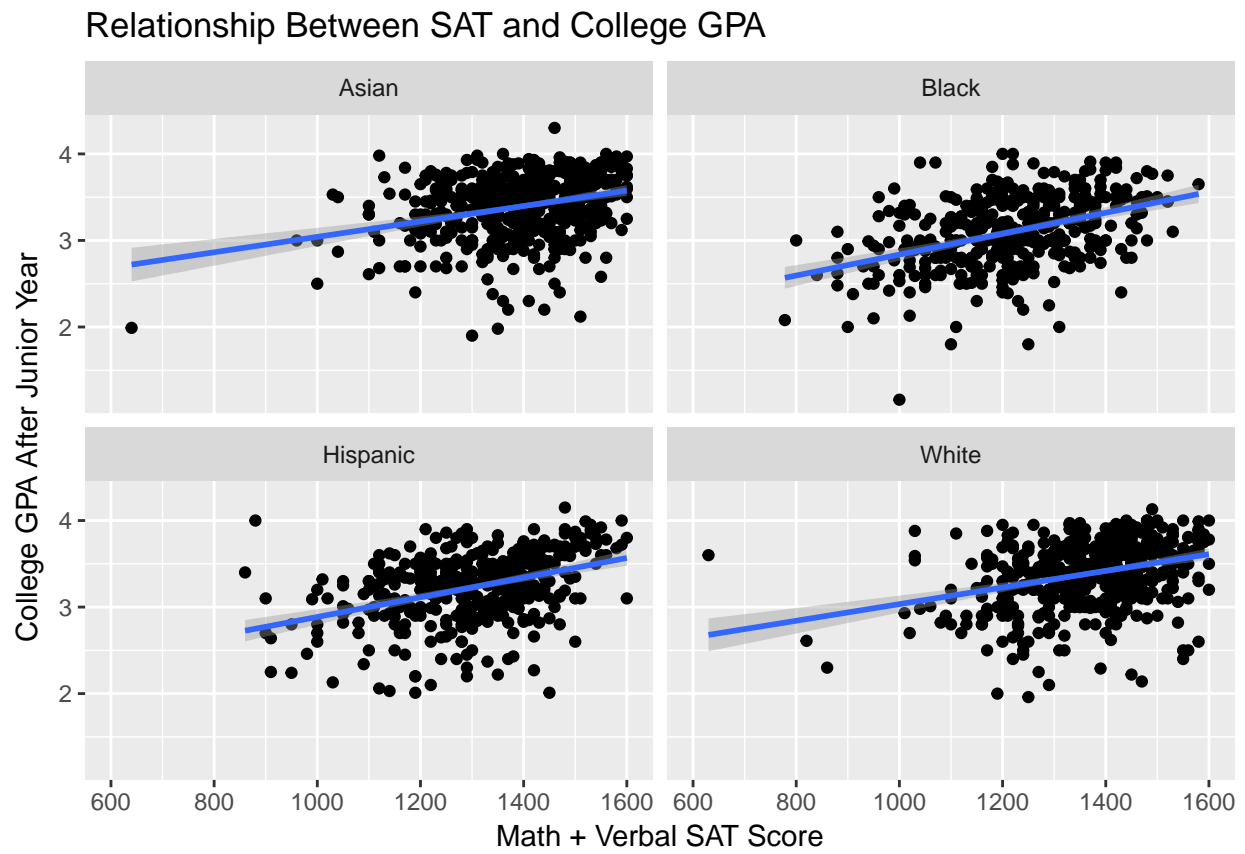 Relationship Between SAT and College GPA
Asian
Black
4
3
2
Hispanic
White
4
3
2
600
800
1000
1200
1400
1600
600
800
1000
1200
1400
1600
Math + Verbal SAT Score
College GPA After Junior Year